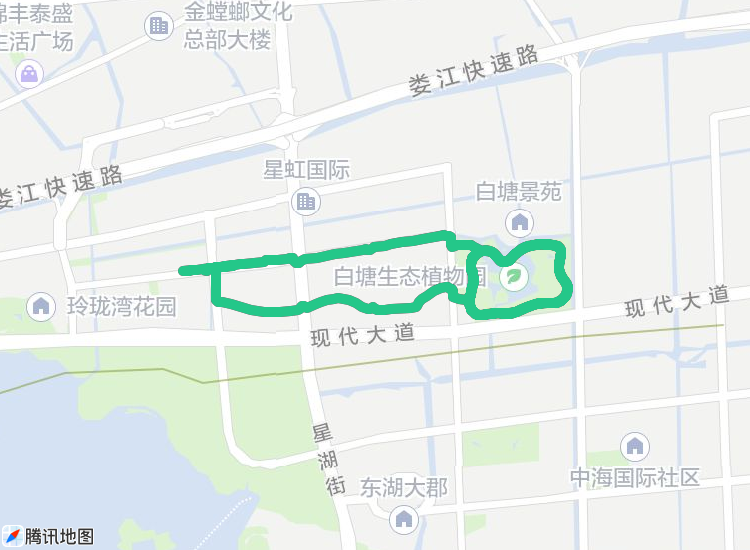 金螳螂文化
总部大楼
锦丰泰盛
生活广场
娄江快速路
星虹国际
娄江快速路
白塘景苑
白塘生态植物园
玲珑湾花园
现代大道
现代大道
星湖街
中海国际社区
东湖大郡
腾讯地图